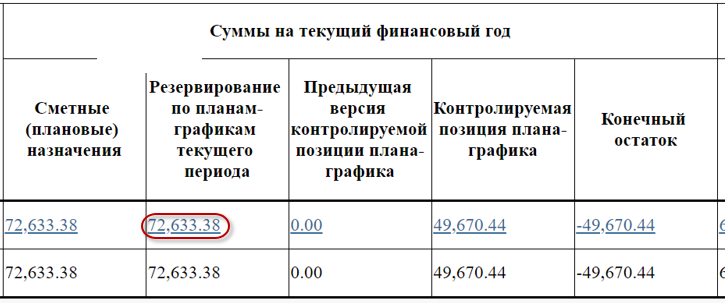 Суммы на текущий финансовый год
Сметные
(плановые)
назначения
Резервирование
по планам-
графикам
текущего
периода
Предыдущая
версия
контролируемой
позиции плана-
графика
Контролируемая
позиция плана-
графика
Конечный
остаток
72,633.38 72,633.38 0.00 49,670.44 -49,670.44
72,633.38 72,633.38 0.00 49,670.44 -49,670.44